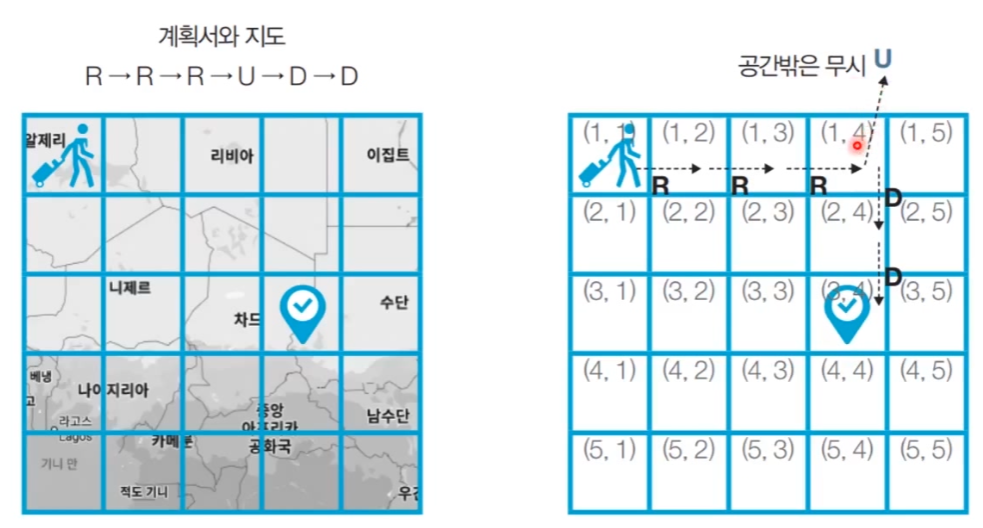 계획서와 지도
R→R→R→U→D→D
알제리
리비아
이집트
니제르
차드
수단
베냉
나이지리아
라고스
Lagos
중앙
아프리카
공화국
남수단
카메룬
기니 만
적도 기니
우간
공간밖은 무시 U
(1, 1) (1, 2) (1, 3) (1, 4) (1, 5)
R R R D
(2, 1) (2, 2) (2, 3) (2, 4) (2, 5)
D
(3, 1) (3, 2) (3, 3) (3, 4) (3, 5)
(4, 1) (4, 2) (4, 3) (4, 4) (4, 5)
(5, 1) (5, 2) (5, 3) (5, 4) (5, 5)